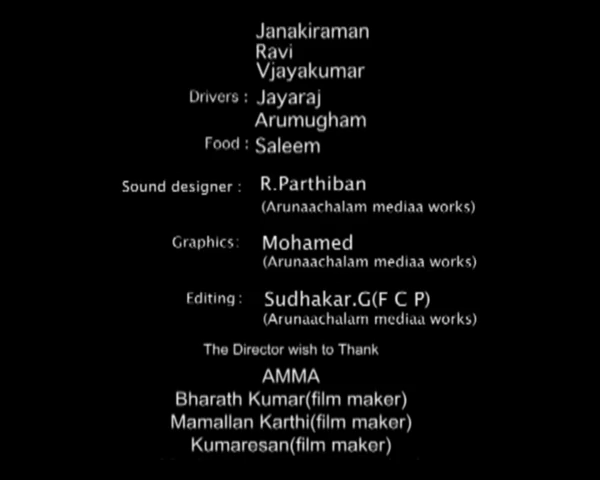 Janakiraman
Ravi
Vjayakumar
Drivers : Jayaraj
Arumugham
Food : Saleem
Sound designer : R.Parthiban
(Arunaachalam mediaa works)
Graphics: Mohamed
(Arunaachalam mediaa works)
Editing : Sudhakar.G(F C P)
(Arunaachalam mediaa works)
The Director wish to Thank
AMMA
Bharath Kumar(film maker)
Mamallan Karthi(film maker)
Kumaresan(film maker)